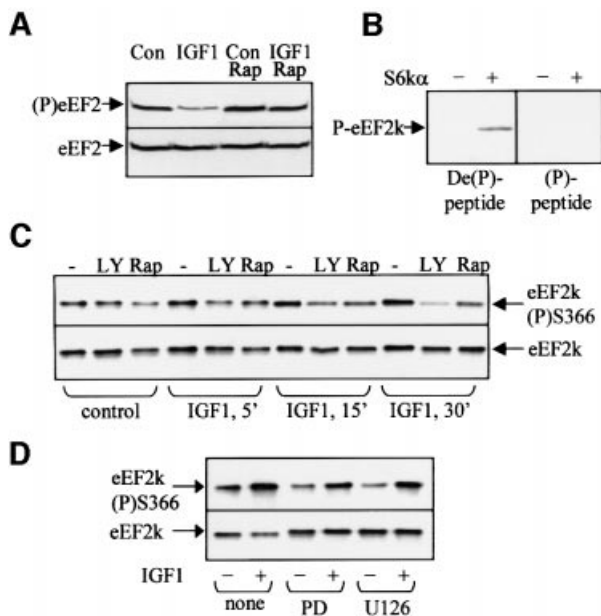 A
Con IGF1 Con Rap IGF1 Rap
(P)eEF2
eEF2
B
S6kα
− + − +
P-eEF2k
De(P)-peptide (P)-peptide
C
- LY Rap - LY Rap - LY Rap - LY Rap
eEF2k (P)S366
eEF2k
control IGF1, 5' IGF1, 15' IGF1, 30'
D
eEF2k (P)S366
eEF2k
IGF1 − + − + − +
none PD U126